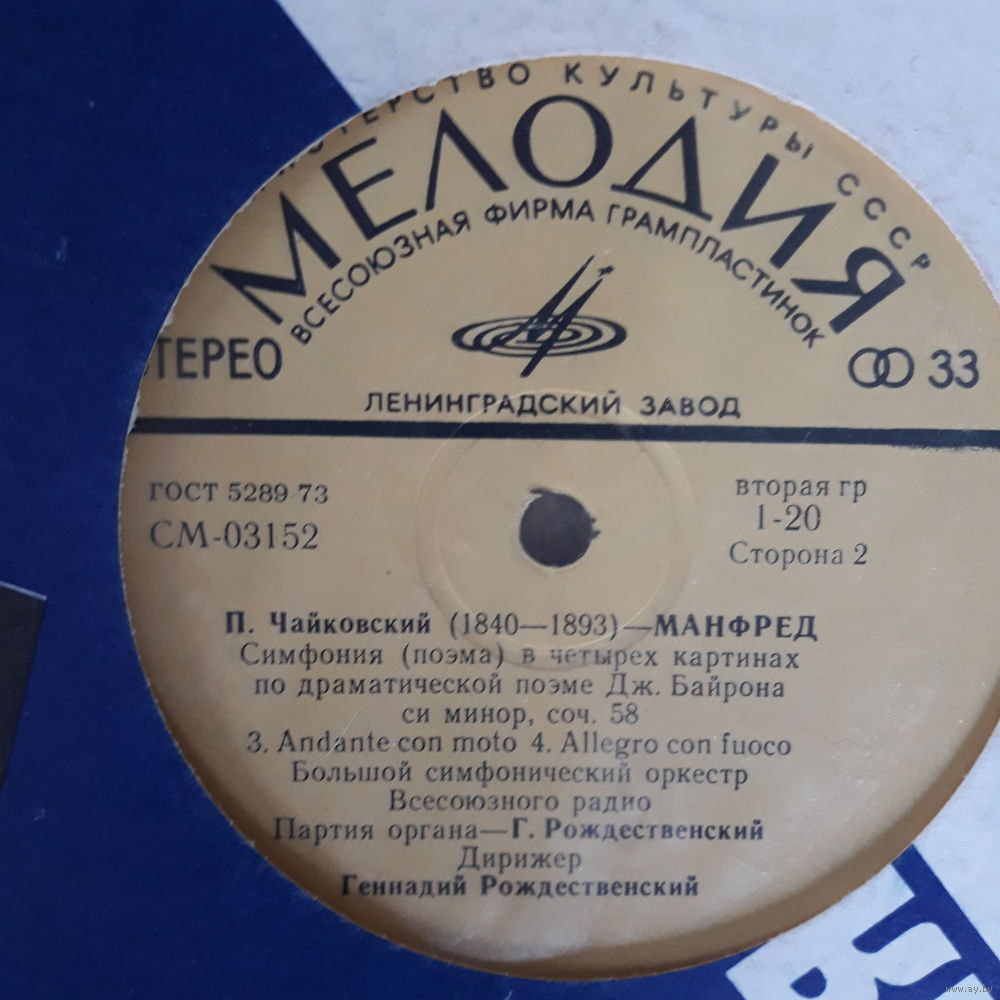 КУЛЬТУРЫ СССР
МЕЛОДИЯ
ВСЕСОЮЗНАЯ ФИРМА ГРАМПЛАСТИНОК
ТЕРЕО
33
ЛЕНИНГРАДСКИЙ ЗАВОД
ГОСТ 5289-73
СМ-03152
вторая гр
1-20
Сторона 2
П. Чайковский (1840—1893)—МАНФРЕД
Симфония (поэма) в четырех картинах
по драматической поэме Дж. Байрона
си минор, соч. 58
3. Andante con moto 4. Allegro con fuoco
Большой симфонический оркестр
Всесоюзного радио
Партия органа—Г. Рождественский
Дирижер
Геннадий Рождественский